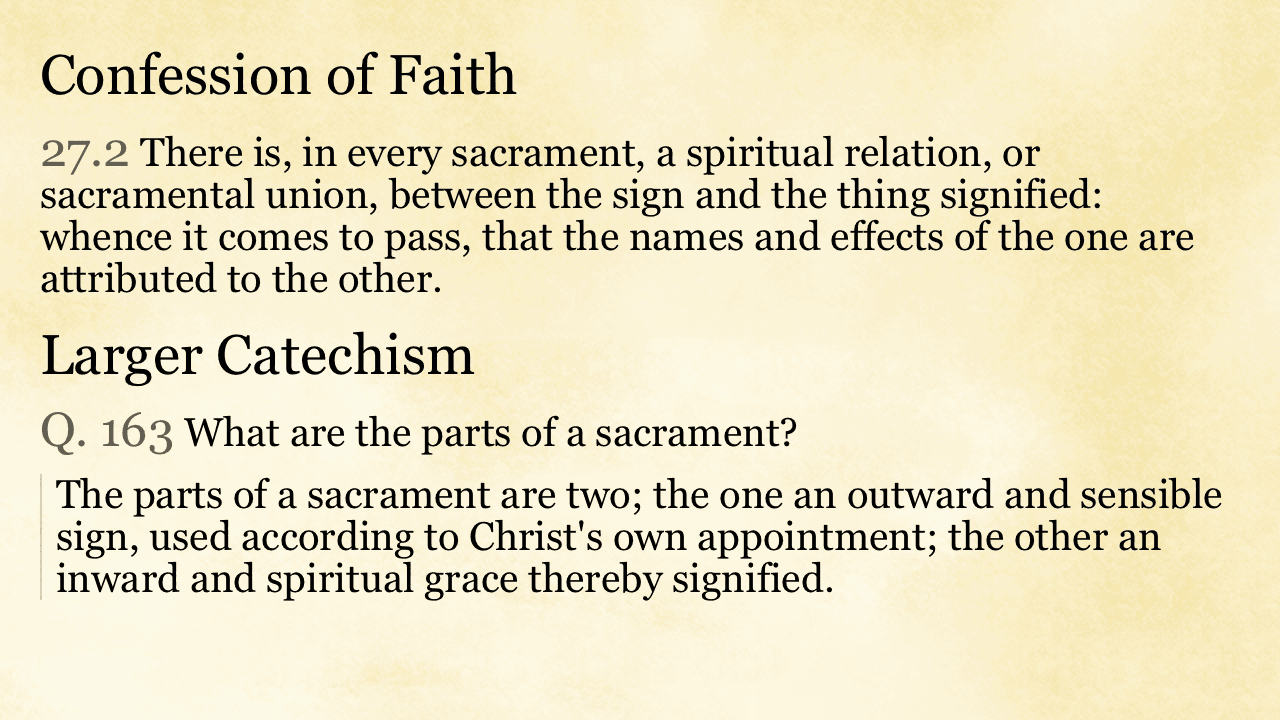 Confession of Faith
27.2 There is, in every sacrament, a spiritual relation, or
sacramental union, between the sign and the thing signified:
whence it comes to pass, that the names and effects of the one are
attributed to the other.
Larger Catechism
Q. 163 What are the parts of a sacrament?
The parts of a sacrament are two; the one an outward and sensible
sign, used according to Christ's own appointment; the other an
inward and spiritual grace thereby signified.